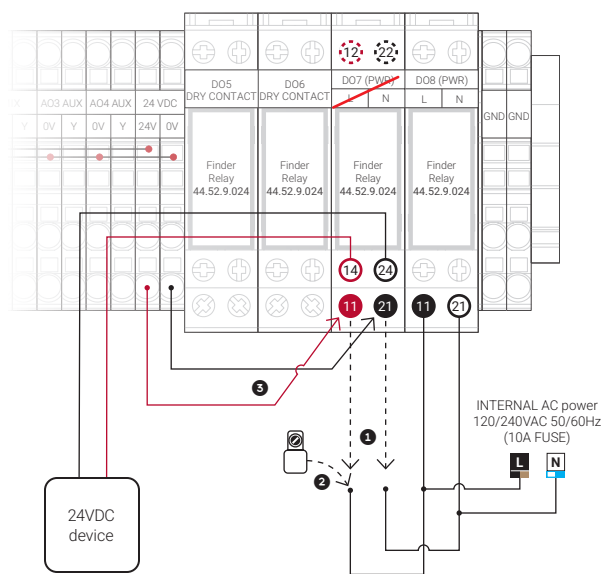 12 22
DO5
DRY CONTACT
DO6
DRY CONTACT
DO7 (PWR)
L N
DO8 (PWR)
L N
AO3 AUX AO4 AUX 24 VDC
Y 0V Y 0V Y 24V 0V
GND GND
Finder
Relay
44.52.9.024
Finder
Relay
44.52.9.024
Finder
Relay
44.52.9.024
Finder
Relay
44.52.9.024
14 24
11 21 11 21
3
1
2
INTERNAL AC power
120/240VAC 50/60Hz
(10A FUSE)
L N
24VDC
device